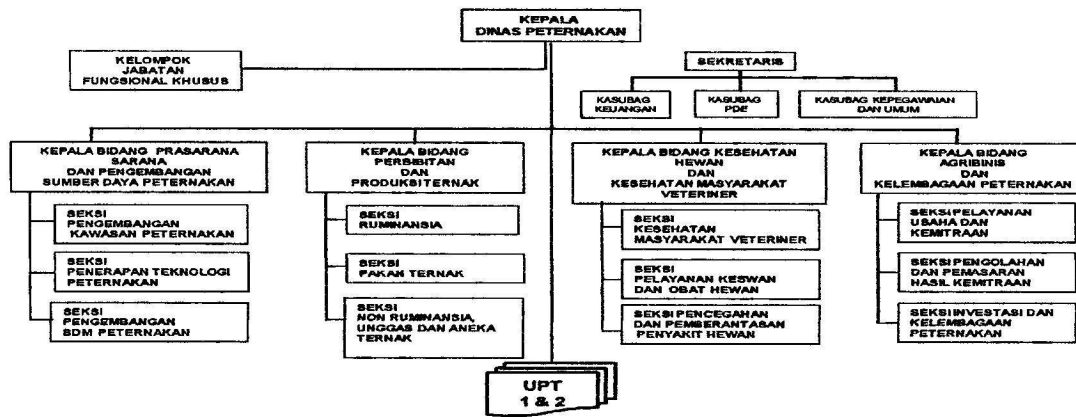 KEPALA
DINAS PETERNAKAN
KELOMPOK
JABATAN
FUNGSIONAL KHUSUS
SEKRETARIS
KASUBAG
KEUANGAN
KASUBAG
PDE
KASUBAG KEPEGAWAIAN
DAN UMUM
KEPALA BIDANG PRASARANA
SARANA
DAN PENGEMBANGAN
SUMBER DAYA PETERNAKAN
SEKSI
PENGEMBANGAN
KAWASAN PETERNAKAN
SEKSI
PENERAPAN TEKNOLOGI
PETERNAKAN
SEKSI
PENGEMBANGAN
SDM PETERNAKAN
KEPALA BIDANG
PERBIBITAN
DAN
PRODUKSI TERNAK
SEKSI
RUMINANSIA
SEKSI
PAKAN TERNAK
SEKSI
NON RUMINANSIA,
UNGGAS DAN ANEKA
TERNAK
KEPALA BIDANG KESEHATAN
HEWAN
DAN
KESEHATAN MASYARAKAT
VETERINER
SEKSI
KESEHATAN
MASYARAKAT VETERINER
SEKSI
PELAYANAN KESWAN
DAN OBAT HEWAN
SEKSI PENCEGAHAN
DAN PEMBERANTASAN
PENYAKIT HEWAN
KEPALA BIDANG
AGRIBINIS
DAN
KELEMBAGAAN PETERNAKAN
SEKSI PELAYANAN
USAHA DAN
KEMITRAAN
SEKSI PENGOLAHAN
DAN PEMASARAN
HASIL KEMITRAAN
SEKSI INVESTASI DAN
KELEMBAGAAN
PETERNAKAN
UPT
1 & 2